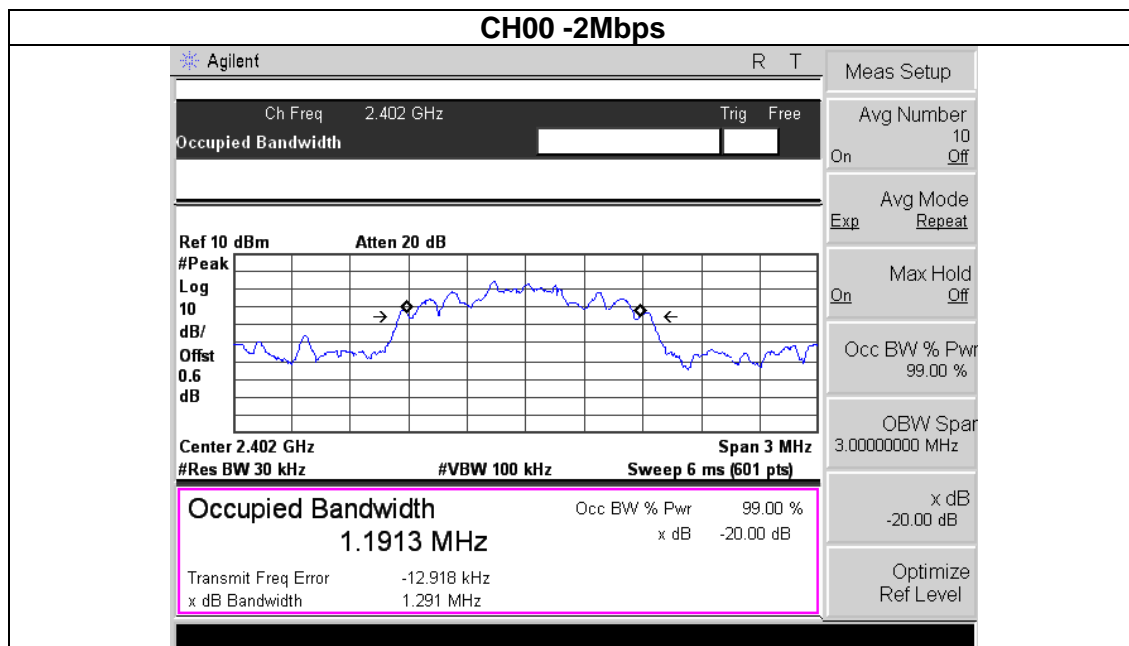 CH00 -2Mbps
Agilent R T
Ch Freq 2.402 GHz Trig Free
Occupied Bandwidth
Ref 10 dBm Atten 20 dB
#Peak
Log
10
dB/
Offst
0.6
dB
Center 2.402 GHz Span 3 MHz
#Res BW 30 kHz #VBW 100 kHz Sweep 6 ms (601 pts)
Occupied Bandwidth Occ BW % Pwr 99.00 %
1.1913 MHz x dB -20.00 dB
Transmit Freq Error -12.918 kHz
x dB Bandwidth 1.291 MHz
Meas Setup
Avg Number
10
On Off
Avg Mode
Exp Repeat
Max Hold
On Off
Occ BW % Pwr
99.00 %
OBW Span
3.00000000 MHz
x dB
-20.00 dB
Optimize
Ref Level